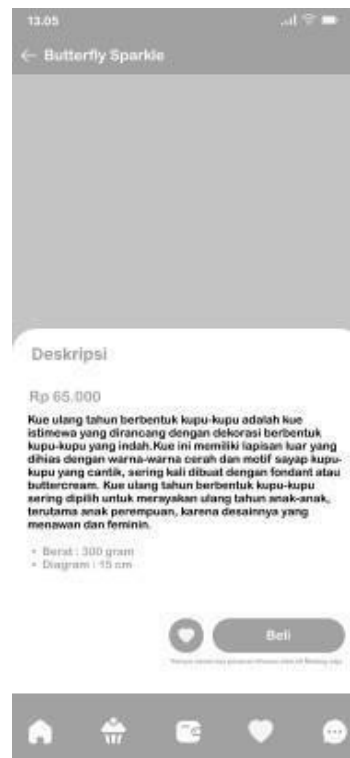 13.05
← Butterfly Sparkle
Deskripsi
Rp 65.000
Kue ulang tahun berbentuk kupu-kupu adalah kue
istimewa yang dirancang dengan dekorasi berbentuk
kupu-kupu yang indah.Kue ini memiliki lapisan luar yang
dihias dengan warna-warna cerah dan motif sayap kupu-
kupu yang cantik, sering kali dibuat dengan fondant atau
buttercream. Kue ulang tahun berbentuk kupu-kupu
sering dipilih untuk merayakan ulang tahun anak-anak,
terutama anak perempuan, karena desainnya yang
menawan dan feminin.
• Berat : 300 gram
• Diagram : 15 cm
Beli